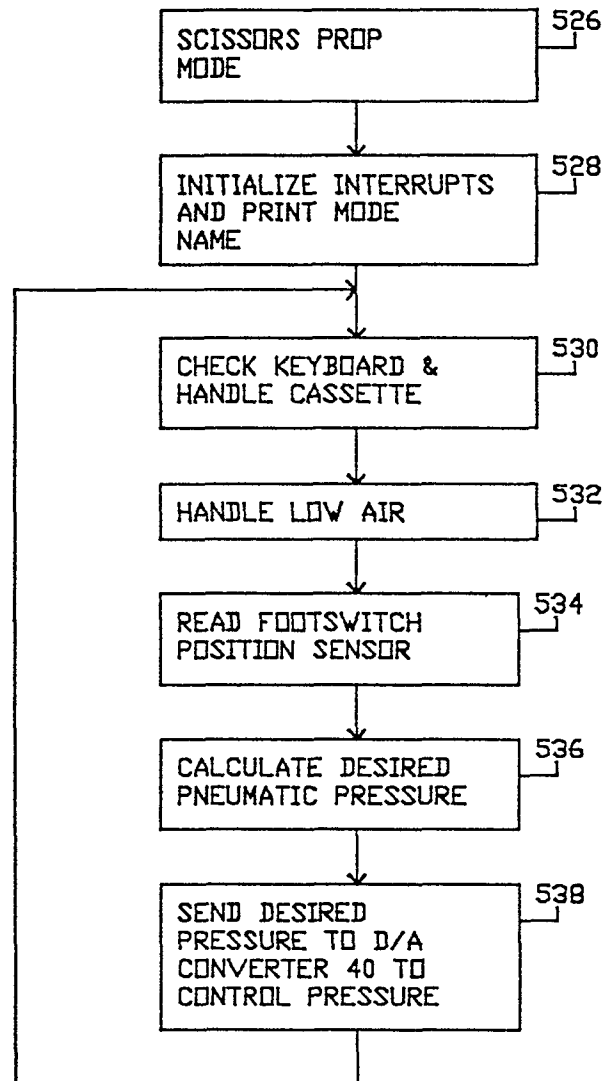 526
SCISSORS PROP
MODE
528
INITIALIZE INTERRUPTS
AND PRINT MODE
NAME
530
CHECK KEYBOARD &
HANDLE CASSETTE
532
HANDLE LOW AIR
534
READ FOOTSWITCH
POSITION SENSOR
536
CALCULATE DESIRED
PNEUMATIC PRESSURE
538
SEND DESIRED
PRESSURE TO D/A
CONVERTER 40 TO
CONTROL PRESSURE